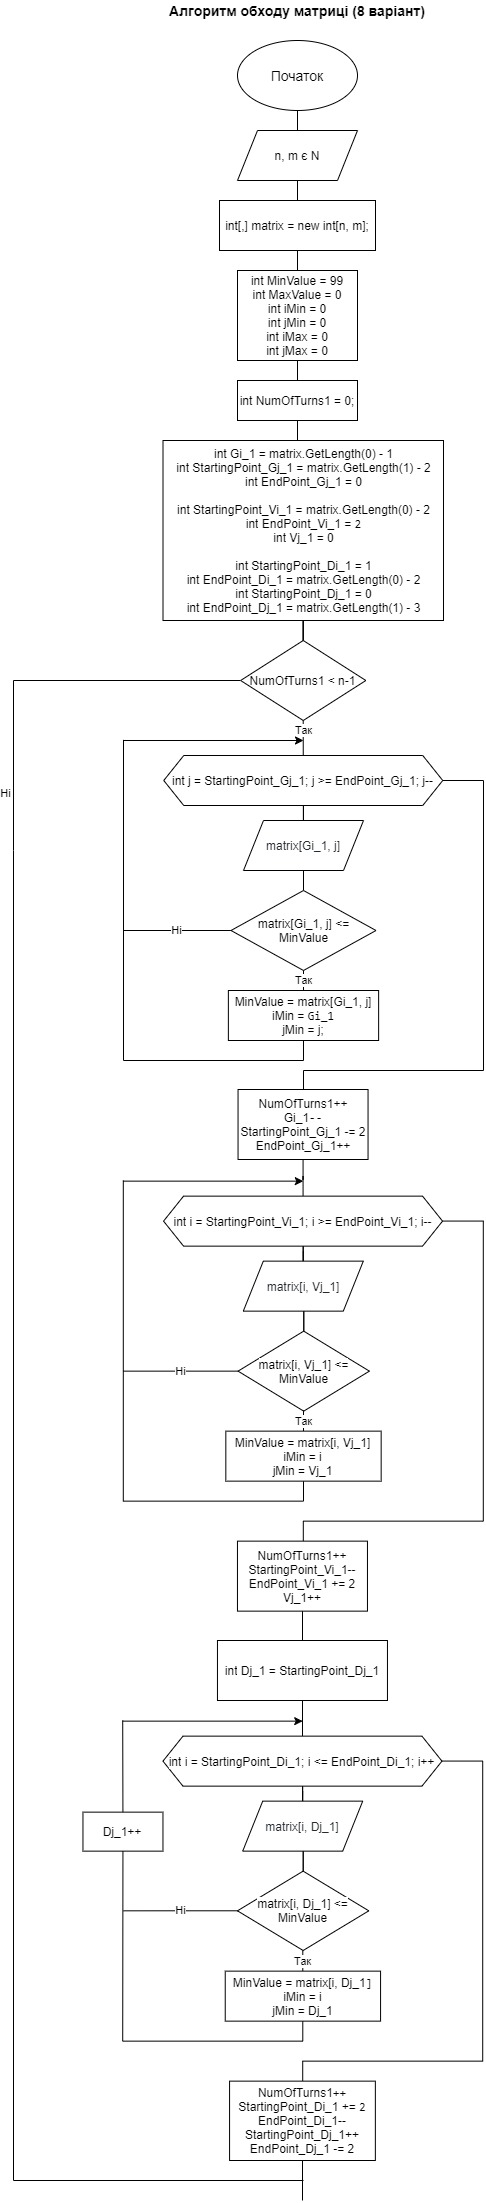 Алгоритм обходу матриці (8 варіант)
Початок
n, m є N
int[,] matrix = new int[n, m];
int MinValue = 99
int MaxValue = 0
int iMin = 0
int jMin = 0
int iMax = 0
int jMax = 0
int NumOfTurns1 = 0;
int Gi_1 = matrix.GetLength(0) - 1
int StartingPoint_Gj_1 = matrix.GetLength(1) - 2
int EndPoint_Gj_1 = 0
int StartingPoint_Vi_1 = matrix.GetLength(0) - 2
int EndPoint_Vi_1 = 2
int Vj_1 = 0
int StartingPoint_Di_1 = 1
int EndPoint_Di_1 = matrix.GetLength(0) - 2
int StartingPoint_Dj_1 = 0
int EndPoint_Dj_1 = matrix.GetLength(1) - 3
NumOfTurns1 < n-1
Так
Ні
int j = StartingPoint_Gj_1; j >= EndPoint_Gj_1; j--
matrix[Gi_1, j]
matrix[Gi_1, j] <=
MinValue
Ні
Так
MinValue = matrix[Gi_1, j]
iMin = Gi_1
jMin = j;
NumOfTurns1++
Gi_1--
StartingPoint_Gj_1 -= 2
EndPoint_Gj_1++
int i = StartingPoint_Vi_1; i >= EndPoint_Vi_1; i--
matrix[i, Vj_1]
matrix[i, Vj_1] <=
MinValue
Ні
Так
MinValue = matrix[i, Vj_1]
iMin = i
jMin = Vj_1
NumOfTurns1++
StartingPoint_Vi_1--
EndPoint_Vi_1 += 2
Vj_1++
int Dj_1 = StartingPoint_Dj_1
int i = StartingPoint_Di_1; i <= EndPoint_Di_1; i++
matrix[i, Dj_1]
Dj_1++
matrix[i, Dj_1] <=
MinValue
Ні
Так
MinValue = matrix[i, Dj_1]
iMin = i
jMin = Dj_1
NumOfTurns1++
StartingPoint_Di_1 += 2
EndPoint_Di_1--
StartingPoint_Dj_1++
EndPoint_Dj_1 -= 2